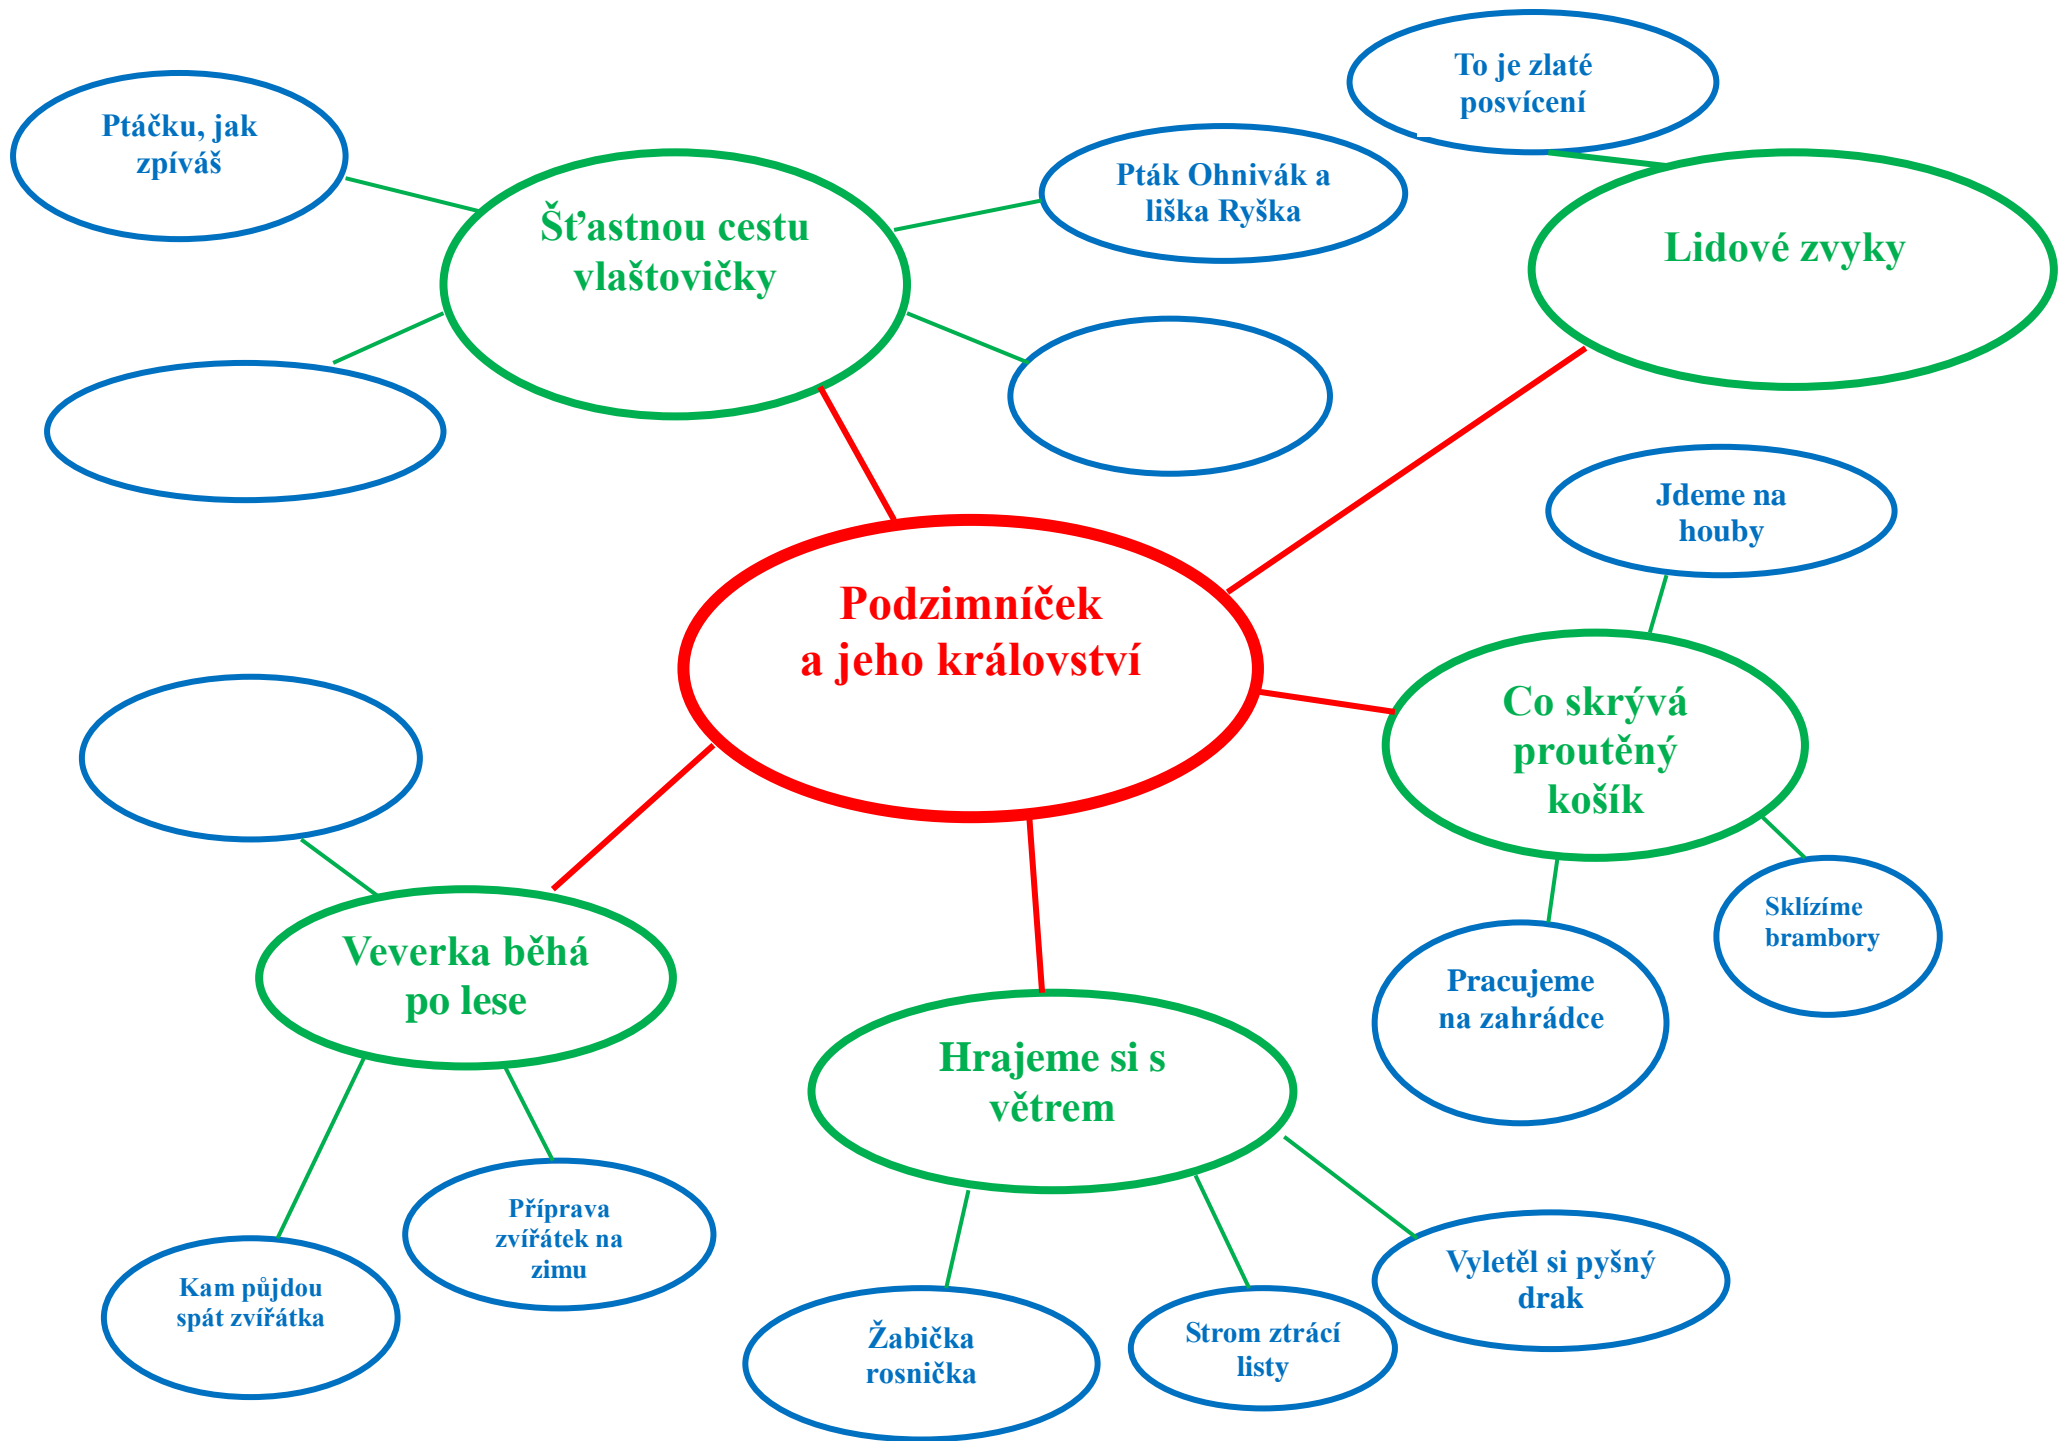 To je zlaté
posvícení
Ptáčku, jak
zpíváš
Pták Ohnivák a
liška Ryška
Šťastnou cestu
vlaštovičky
Lidové zvyky
Jdeme na
houby
Podzimníček
a jeho království
Co skrývá
proutěný
košík
Sklízíme
brambory
Veverka běhá
po lese
Pracujeme
na zahrádce
Hrajeme si s
větrem
Příprava
zvířátek na
zimu
Kam půjdou
spát zvířátka
Vyletěl si pyšný
drak
Žabička
rosnička
Strom ztrácí
listy